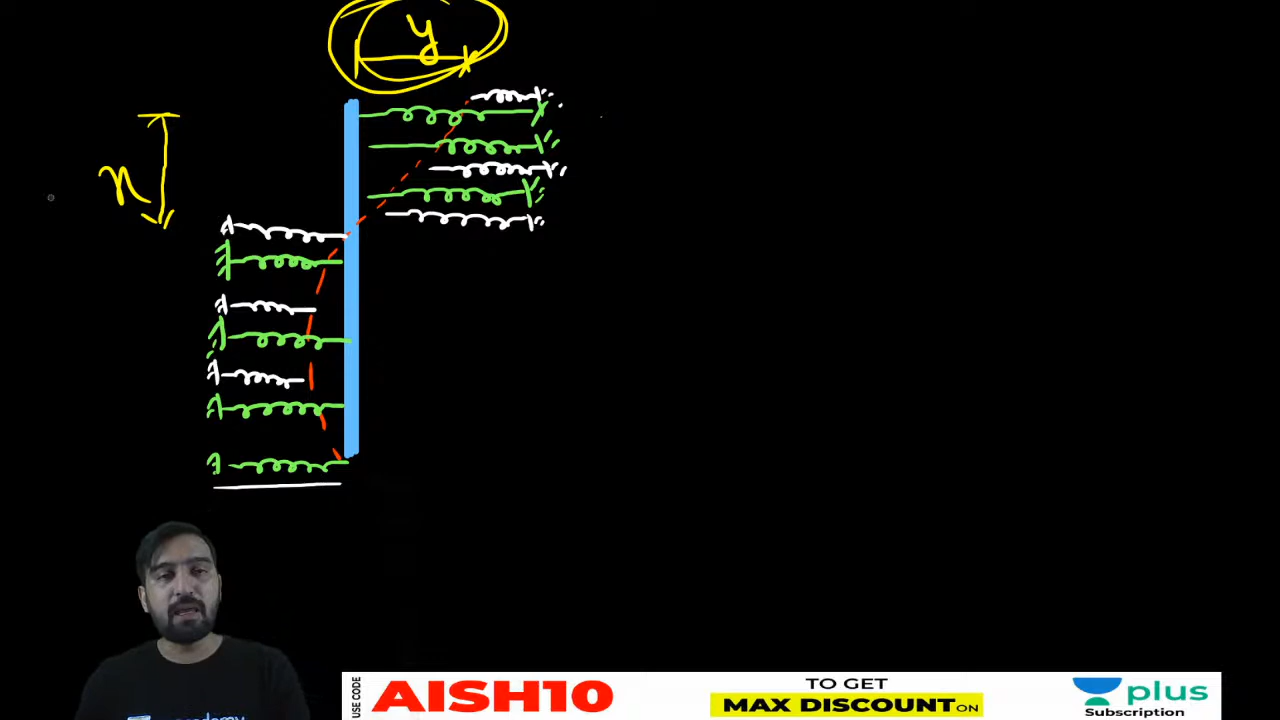 y
n
USE CODE
AISH10
TO GET
MAX DISCOUNT ON
plus
Subscription